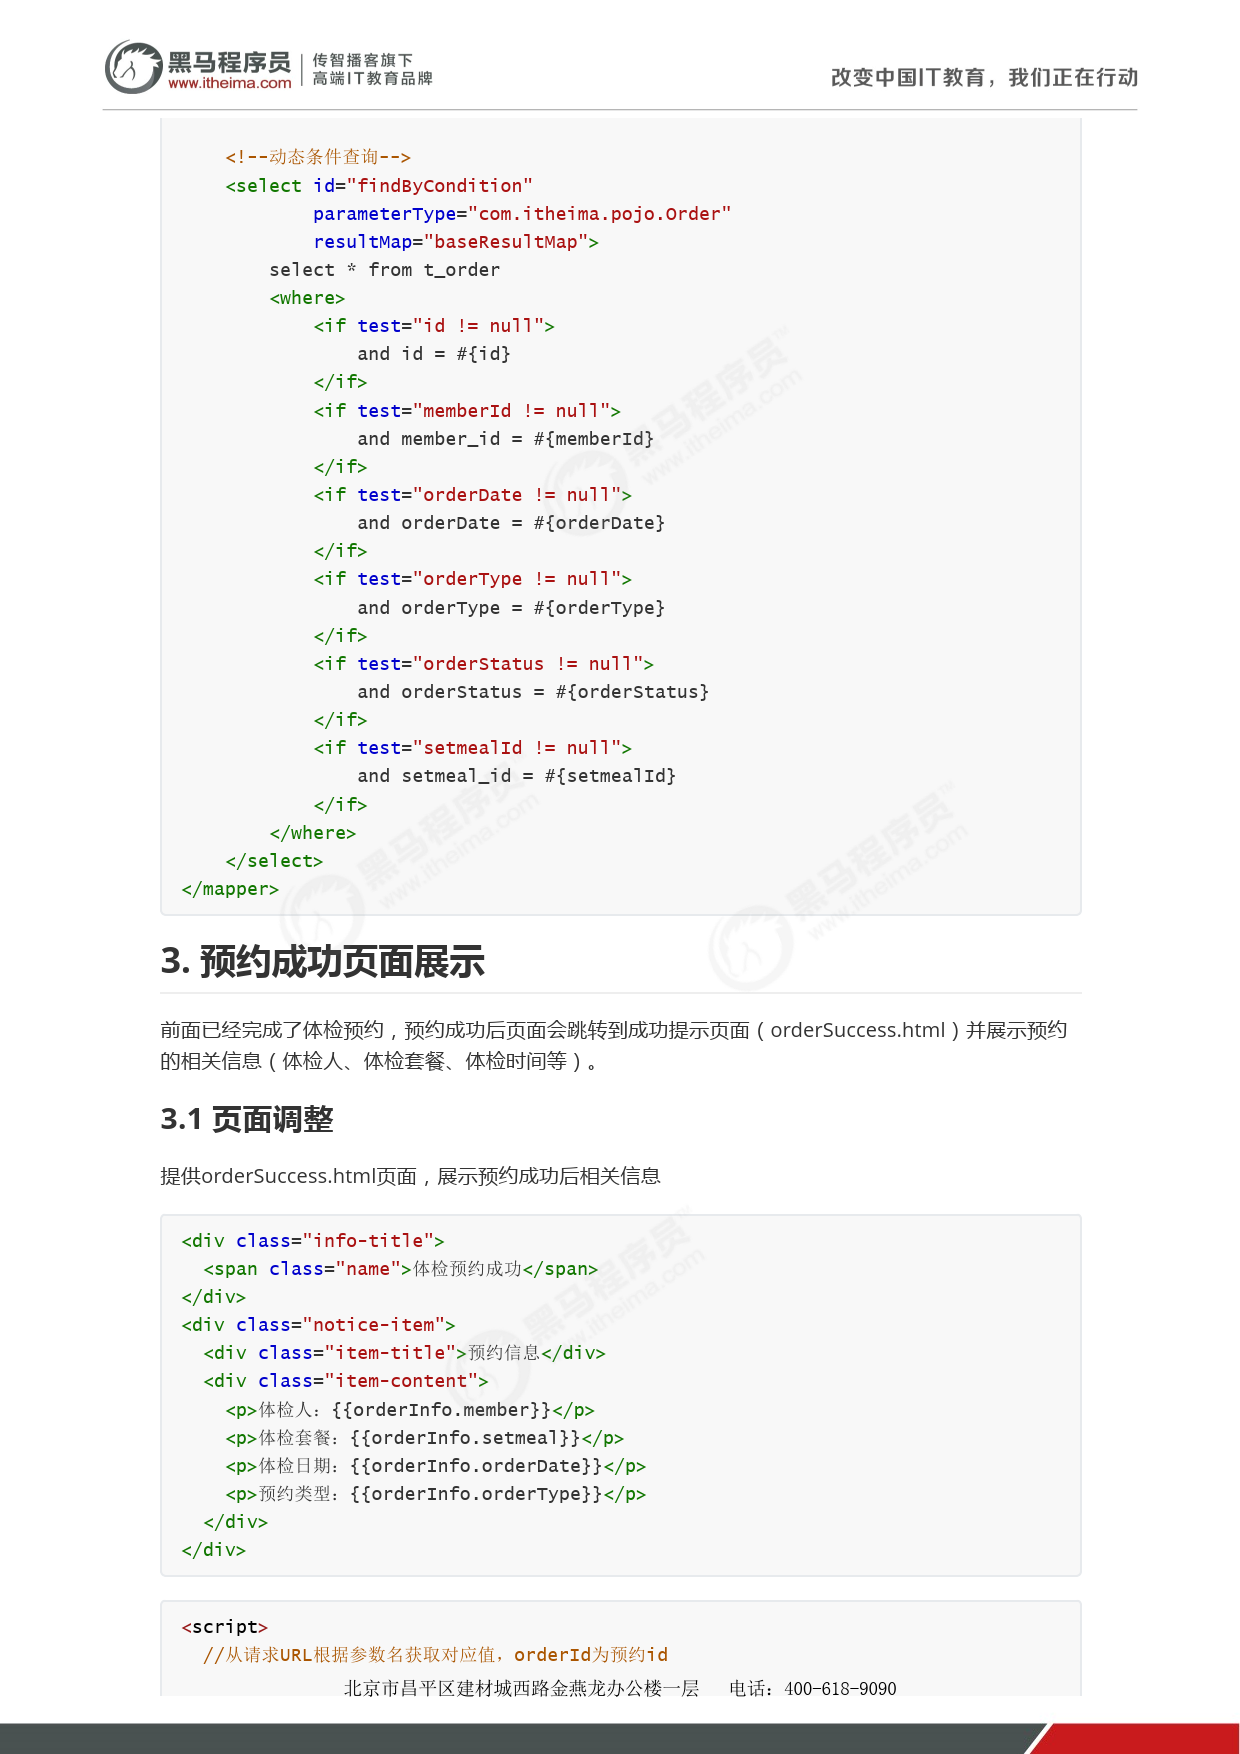 黑马程序员
www.itheima.com
传智播客旗下
高端IT教育品牌
改变中国IT教育，我们正在行动
<!--动态条件查询-->
<select id="findByCondition"
parameterType="com.itheima.pojo.Order"
resultMap="baseResultMap">
select * from t_order
<where>
<if test="id != null">
and id = #{id}
</if>
<if test="memberId != null">
and member_id = #{memberId}
</if>
<if test="orderDate != null">
and orderDate = #{orderDate}
</if>
<if test="orderType != null">
and orderType = #{orderType}
</if>
<if test="orderStatus != null">
and orderStatus = #{orderStatus}
</if>
<if test="setmealId != null">
and setmeal_id = #{setmealId}
</if>
</where>
</select>
</mapper>
3. 预约成功页面展示
前面已经完成了体检预约，预约成功后页面会跳转到成功提示页面（orderSuccess.html）并展示预约
的相关信息（体检人、体检套餐、体检时间等）。
3.1 页面调整
提供orderSuccess.html页面，展示预约成功后相关信息
<div class="info-title">
<span class="name">体检预约成功</span>
</div>
<div class="notice-item">
<div class="item-title">预约信息</div>
<div class="item-content">
<p>体检人：{{orderInfo.member}}</p>
<p>体检套餐：{{orderInfo.setmeal}}</p>
<p>体检日期：{{orderInfo.orderDate}}</p>
<p>预约类型：{{orderInfo.orderType}}</p>
</div>
</div>
<script>
//从请求URL根据参数名获取对应值，orderId为预约id
北京市昌平区建材城西路金燕龙办公楼一层 电话：400-618-9090